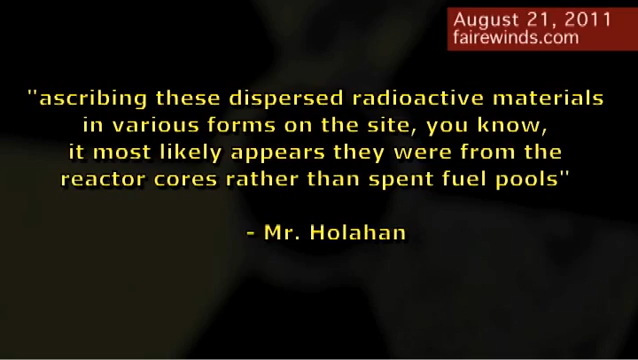 August 21, 2011
fairewinds.com
"ascribing these dispersed radioactive materials
in various forms on the site, you know,
it most likely appears they were from the
reactor cores rather than spent fuel pools"
- Mr. Holahan